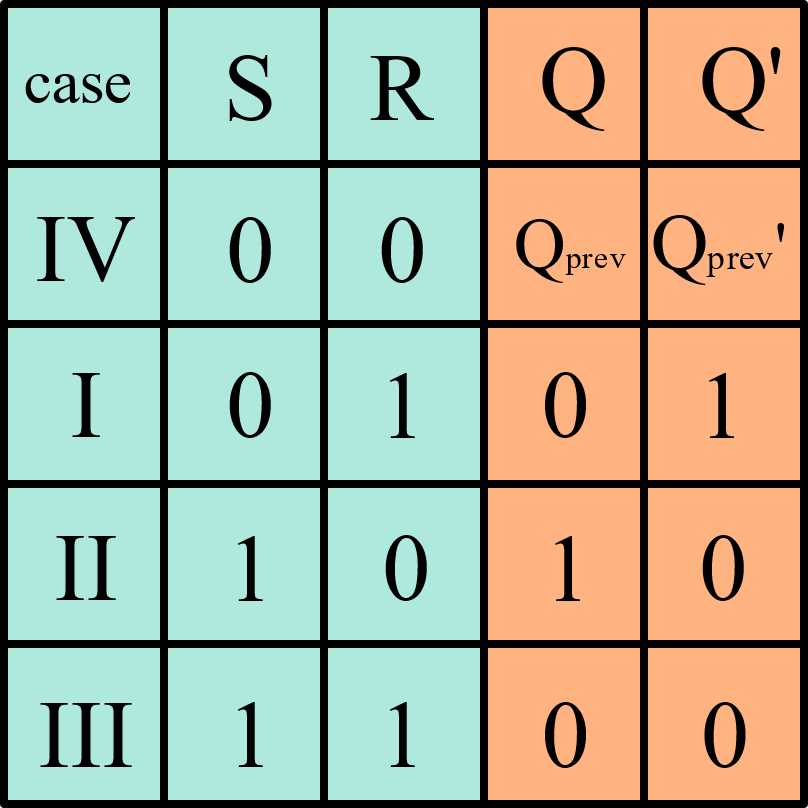 case S R Q Q'
IV 0 0 Qprev Qprev'
I 0 1 0 1
II 1 0 1 0
III 1 1 0 0